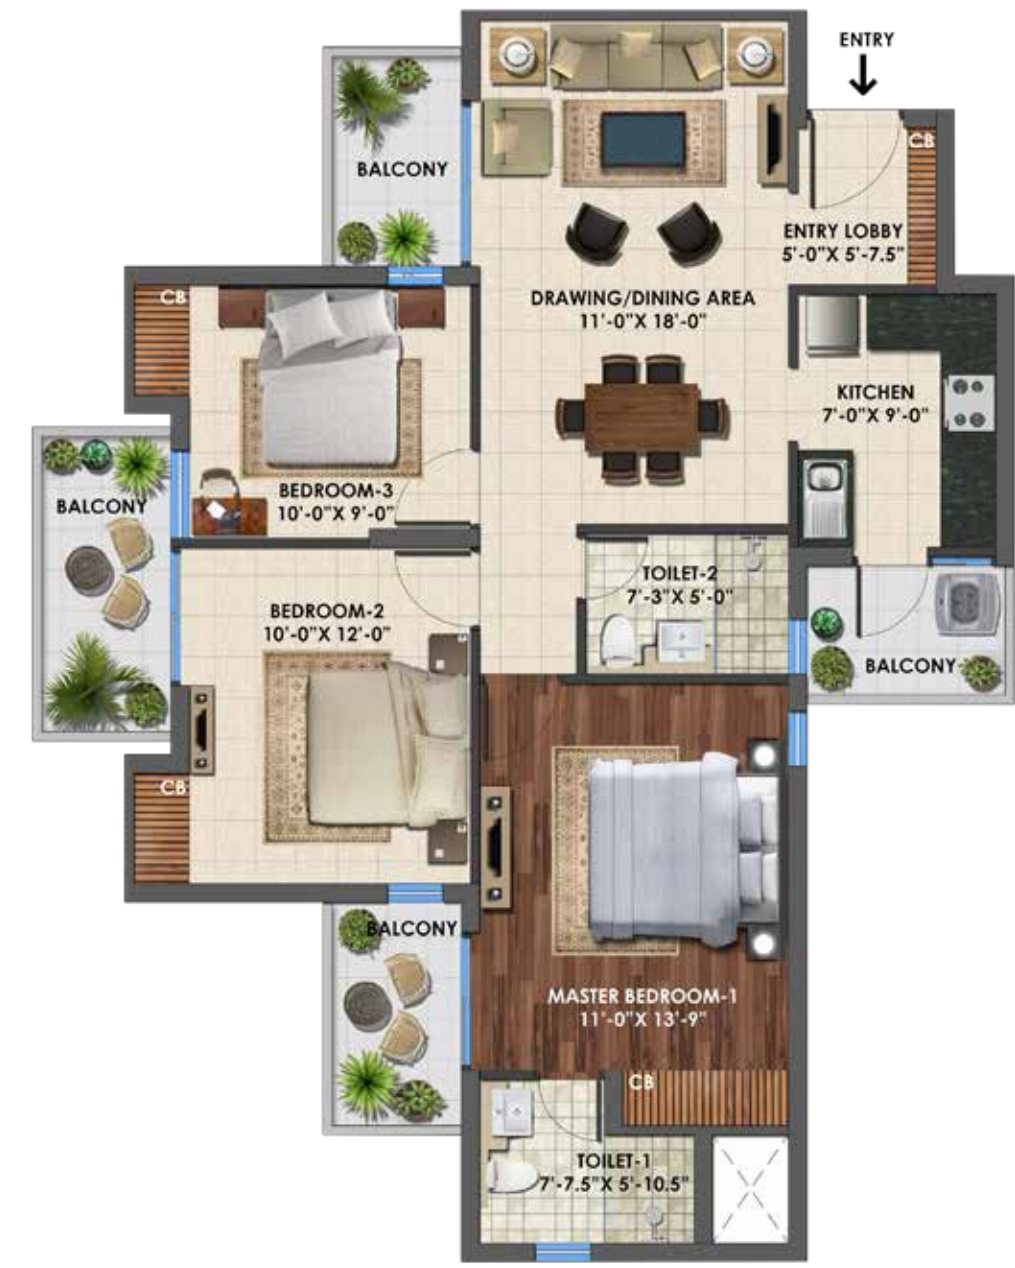 ENTRY
CB
BALCONY
ENTRY LOBBY
5'-0"X 5'-7.5"
CB
DRAWING/DINING AREA
11'-0"X 18'-0"
KITCHEN
7'-0"X 9'-0"
BEDROOM-3
10'-0"X 9'-0"
BALCONY
TOILET-2
7'-3"X 5'-0"
BEDROOM-2
10'-0"X 12'-0"
BALCONY
CB
BALCONY
MASTER BEDROOM-1
11'-0"X 13'-9"
CB
TOILET-1
7'-7.5"X 5'-10.5"